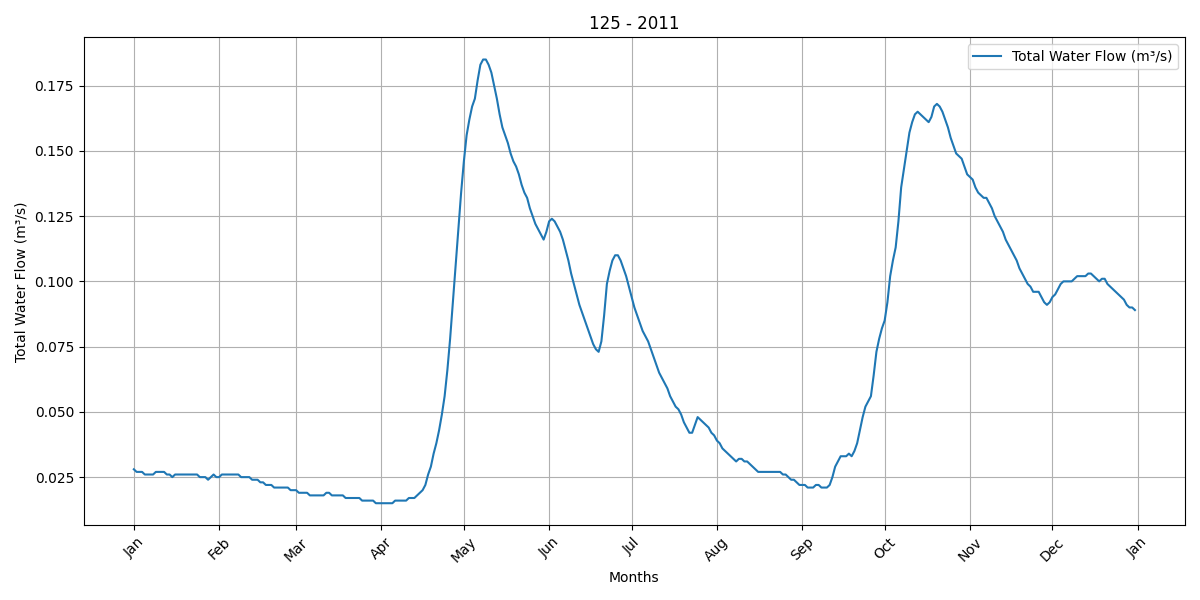 125 - 2011
Total Water Flow (m³/s)
Total Water Flow (m³/s)
0.175
0.150
0.125
0.100
0.075
0.050
0.025
Jan
Feb
Mar
Apr
May
Jun
Jul
Aug
Sep
Oct
Nov
Dec
Jan
Months